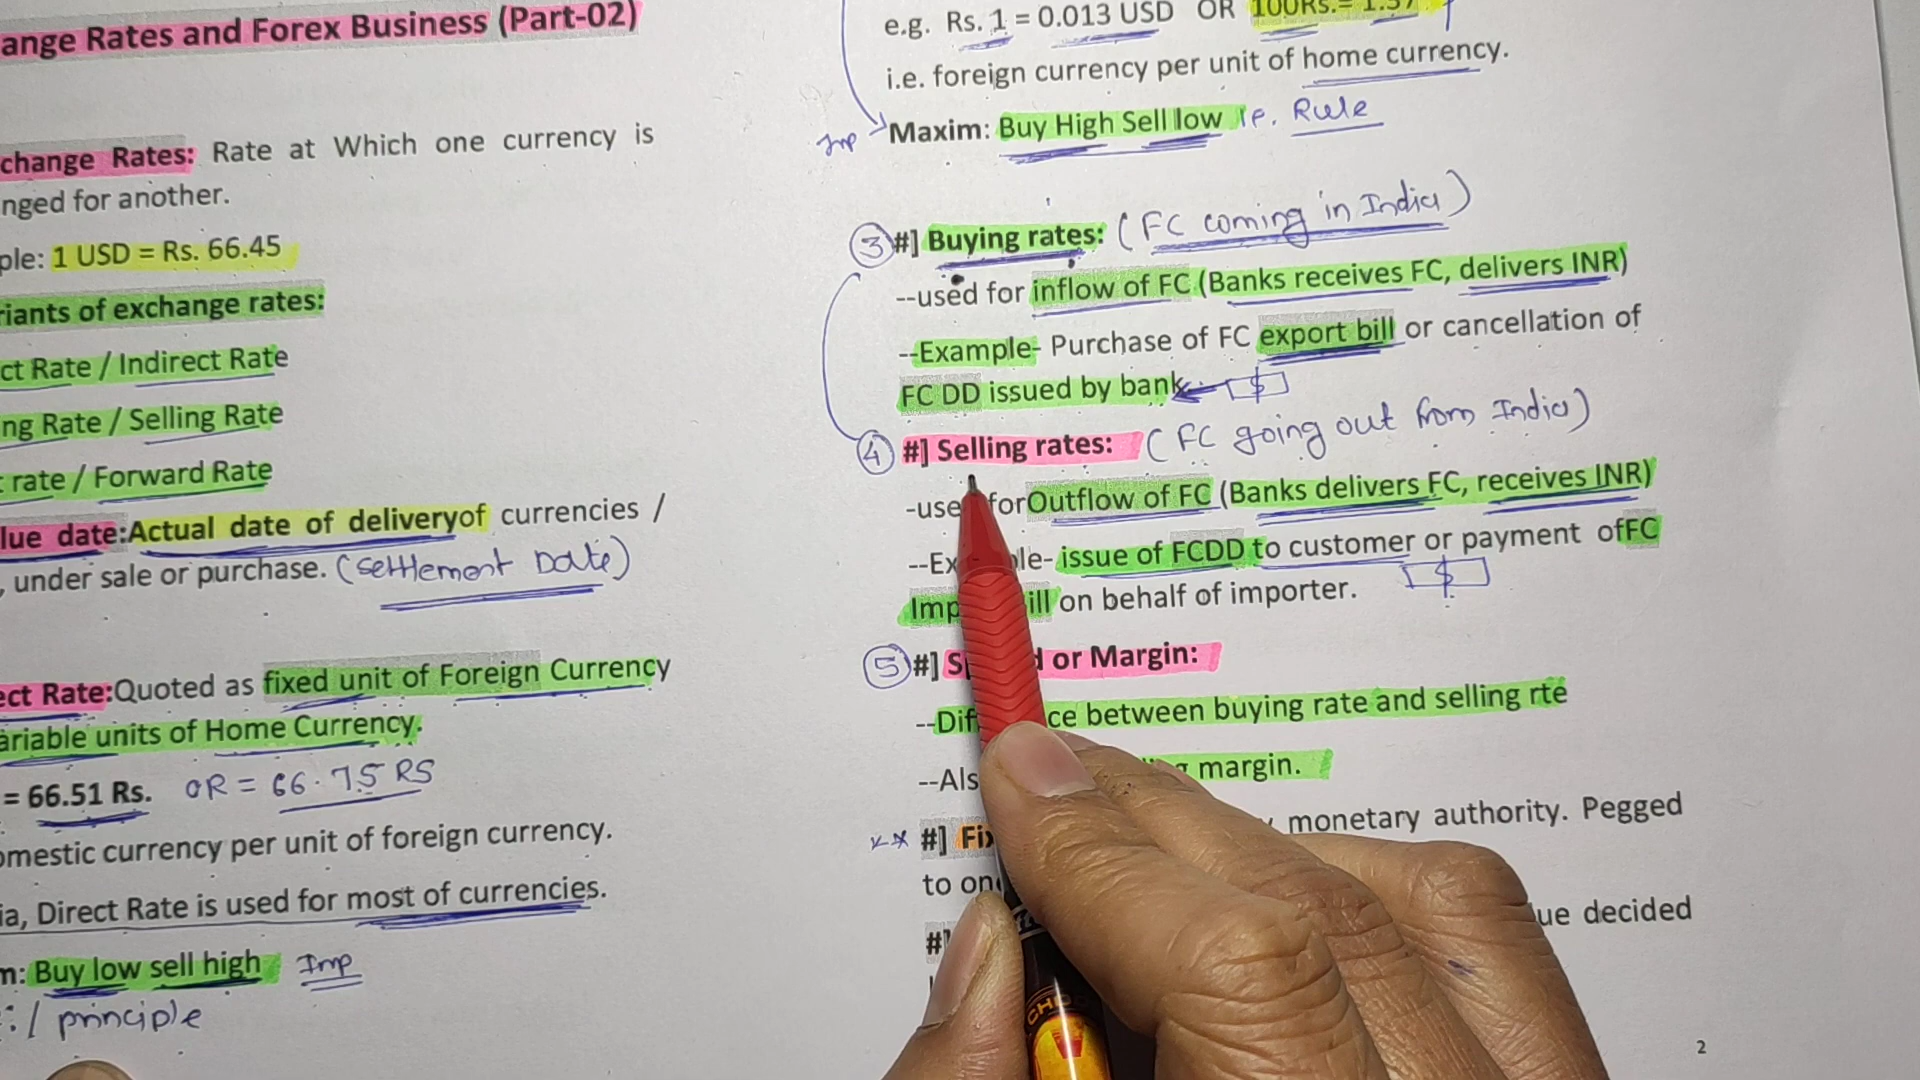 ange Rates and Forex Business (Part-02)
change Rates: Rate at Which one currency is
nged for another.
ple: 1 USD = Rs. 66.45
riants of exchange rates:
ct Rate / Indirect Rate
ng Rate / Selling Rate
rate / Forward Rate
lue date:Actual date of deliveryof currencies /
, under sale or purchase. (settlement Date)
ect Rate:Quoted as fixed unit of Foreign Currency
ariable units of Home Currency.
= 66.51 Rs. OR = 66.75 RS
omestic currency per unit of foreign currency.
ia, Direct Rate is used for most of currencies.
m: Buy low sell high Imp
/ principle
e.g. Rs. 1 = 0.013 USD OR 100Rs.= 1.37
i.e. foreign currency per unit of home currency.
Imp Maxim: Buy High Sell low i.e. Rule
3 #] Buying rates: (FC coming in India)
--used for inflow of FC (Banks receives FC, delivers INR)
--Example- Purchase of FC export bill or cancellation of
FC DD issued by bank $
4 #] Selling rates: (FC going out from India)
-use forOutflow of FC (Banks delivers FC, receives INR)
--Ex le- issue of FCDD to customer or payment ofFC
Imp ill on behalf of importer. $
5 #] S or Margin:
--Dif ce between buying rate and selling rte
--Als margin.
#] Fix monetary authority. Pegged
to on
#] ue decided
CHO
2